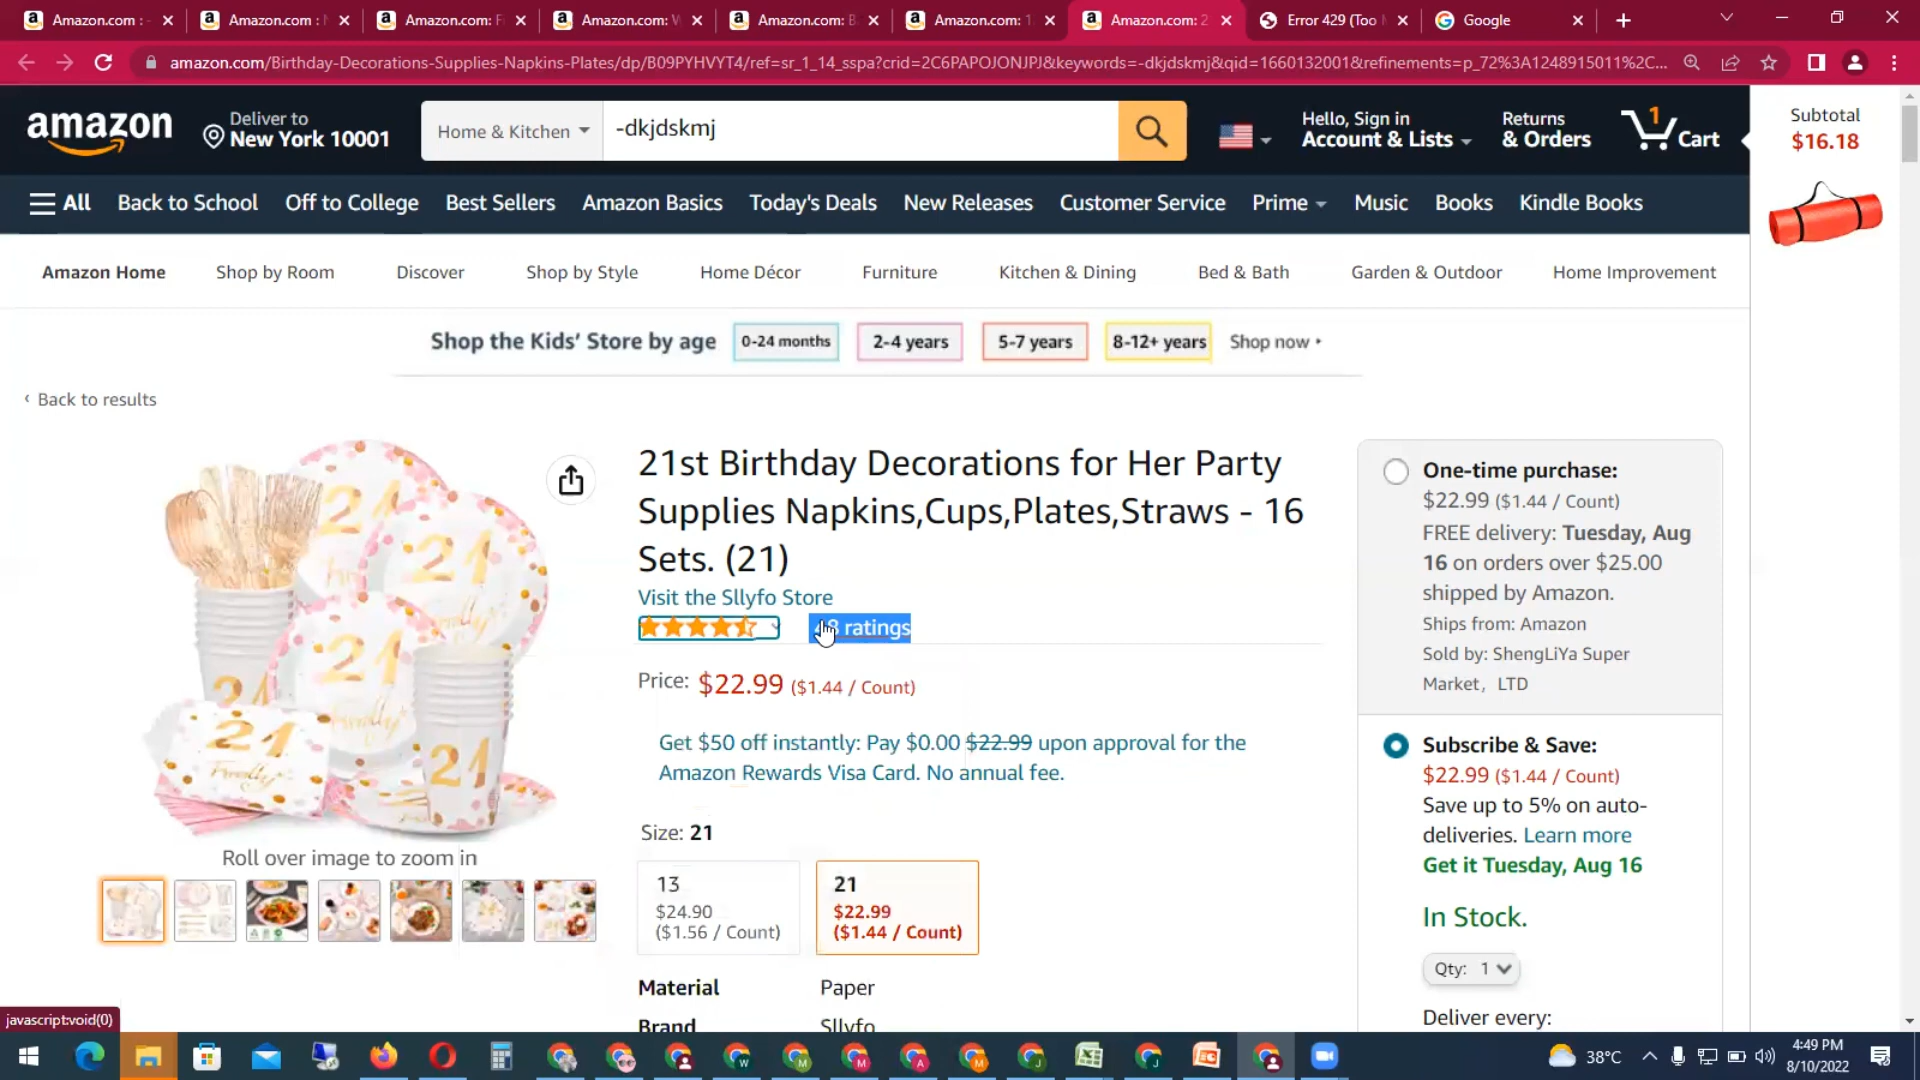 Amazon.com : 
Amazon.com :
Amazon.com:
Amazon.com:
Amazon.com:
Amazon.com: 1
Amazon.com: 2
Error 429 (Too
Google
amazon.com/Birthday-Decorations-Supplies-Napkins-Plates/dp/B09PYHVYT4/ref=sr_1_14_sspa?crid=2C6PAPOJONJPJ&keywords=-dkjdskmj&qid=1660132001&refinements=p_72%3A1248915011%2C...
amazon
Deliver to
New York 10001
Home & Kitchen
-dkjdskmj
Hello, Sign in
Account & Lists
Returns
& Orders
1
Cart
Subtotal
$16.18
All
Back to School
Off to College
Best Sellers
Amazon Basics
Today's Deals
New Releases
Customer Service
Prime
Music
Books
Kindle Books
Amazon Home
Shop by Room
Discover
Shop by Style
Home Décor
Furniture
Kitchen & Dining
Bed & Bath
Garden & Outdoor
Home Improvement
Shop the Kids' Store by age
0-24 months
2-4 years
5-7 years
8-12+ years
Shop now
‹ Back to results
21st Birthday Decorations for Her Party
Supplies Napkins,Cups,Plates,Straws - 16
Sets. (21)
Visit the Sllyfo Store
48 ratings
Price: $22.99 ($1.44 / Count)
Get $50 off instantly: Pay $0.00 $22.99 upon approval for the
Amazon Rewards Visa Card. No annual fee.
Size: 21
13
$24.90
($1.56 / Count)
21
$22.99
($1.44 / Count)
Material Paper
Brand Sllyfo
Roll over image to zoom in
One-time purchase:
$22.99 ($1.44 / Count)
FREE delivery: Tuesday, Aug
16 on orders over $25.00
shipped by Amazon.
Ships from: Amazon
Sold by: ShengLiYa Super
Market，LTD
Subscribe & Save:
$22.99 ($1.44 / Count)
Save up to 5% on auto-
deliveries. Learn more
Get it Tuesday, Aug 16
In Stock.
Qty: 1
Deliver every:
javascript:void(0)
38°C
4:49 PM
8/10/2022